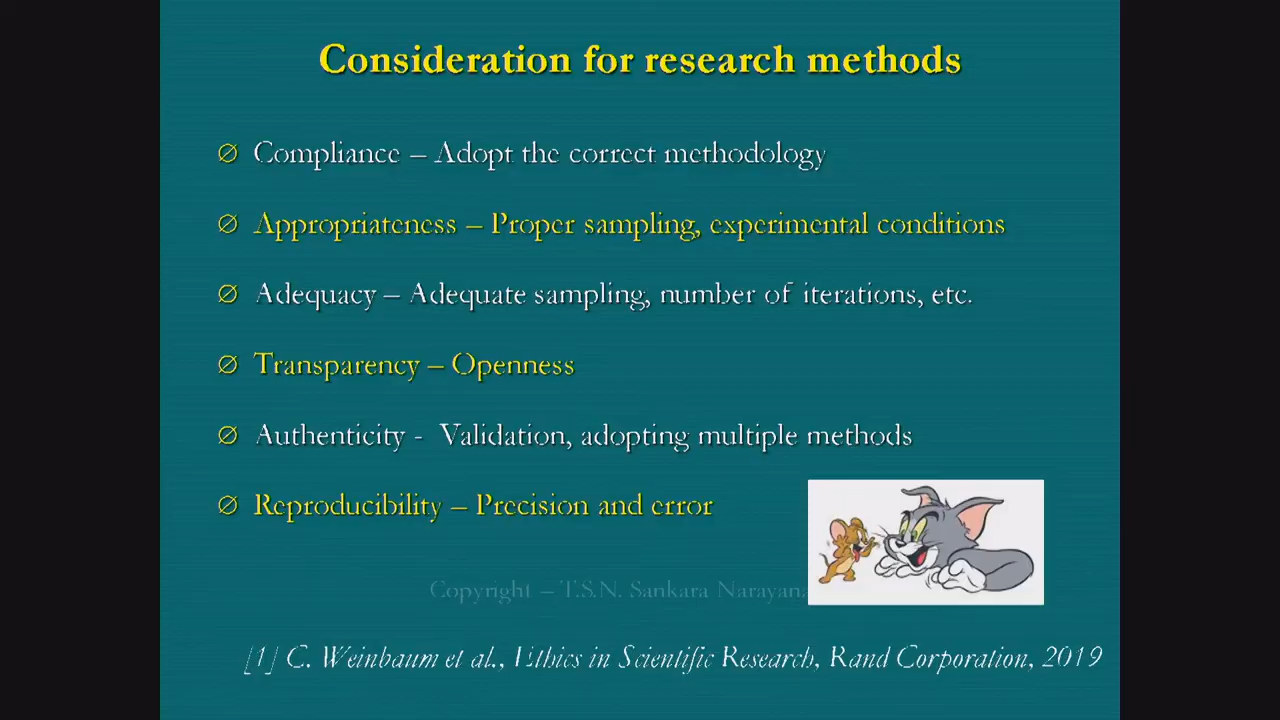 Consideration for research methods
Compliance – Adopt the correct methodology
Appropriateness – Proper sampling, experimental conditions
Adequacy – Adequate sampling, number of iterations, etc.
Transparency – Openness
Authenticity - Validation, adopting multiple methods
Reproducibility – Precision and error
Copyright – T.S.N. Sankara Narayana
[1] C. Weinbaum et al., Ethics in Scientific Research, Rand Corporation, 2019